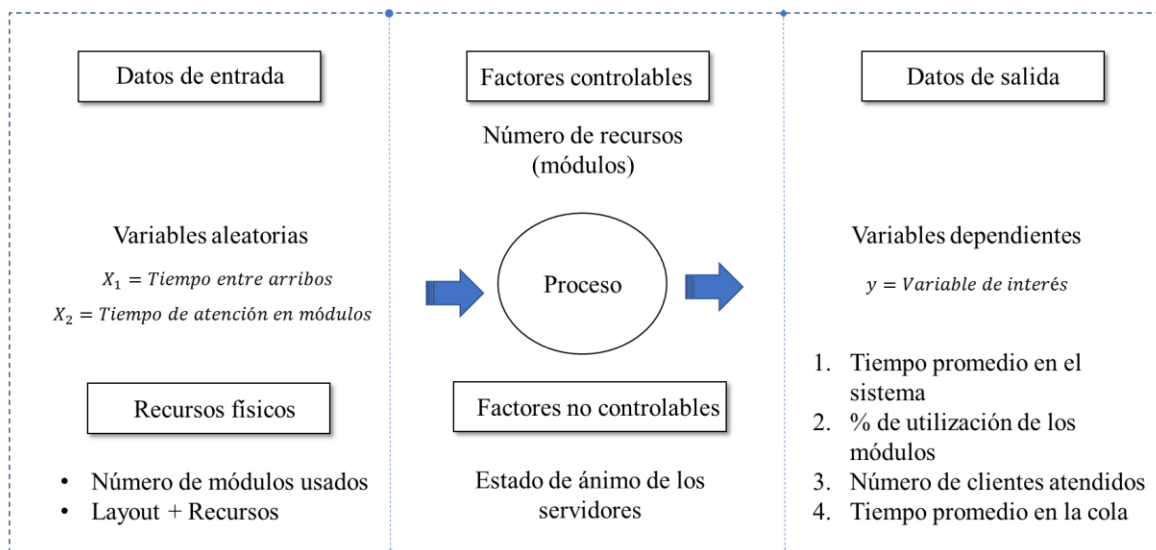 Datos de entrada
Variables aleatorias
X₁ = Tiempo entre arribos
X₂ = Tiempo de atención en módulos
Recursos físicos
• Número de módulos usados
• Layout + Recursos
Factores controlables
Número de recursos
(módulos)
Proceso
Factores no controlables
Estado de ánimo de los
servidores
Datos de salida
Variables dependientes
y = Variable de interés
1. Tiempo promedio en el
sistema
2. % de utilización de los
módulos
3. Número de clientes atendidos
4. Tiempo promedio en la cola